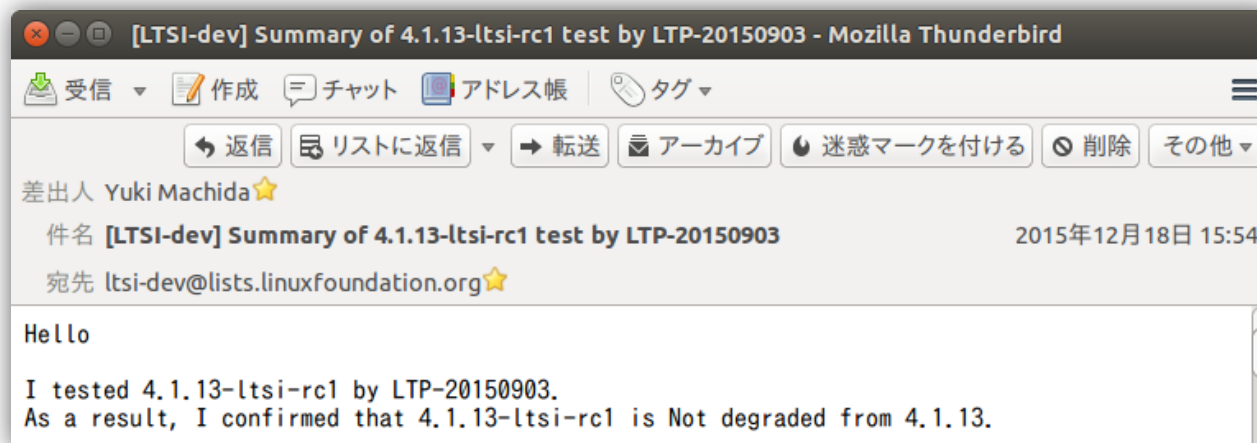 [LTSI-dev] Summary of 4.1.13-ltsi-rc1 test by LTP-20150903 - Mozilla Thunderbird
受信 作成 チャット アドレス帳 タグ
返信 リストに返信 転送 アーカイブ 迷惑マークを付ける 削除 その他
差出人 Yuki Machida
件名 [LTSI-dev] Summary of 4.1.13-ltsi-rc1 test by LTP-20150903 2015年12月18日 15:54
宛先 ltsi-dev@lists.linuxfoundation.org
Hello
I tested 4.1.13-ltsi-rc1 by LTP-20150903.
As a result, I confirmed that 4.1.13-ltsi-rc1 is Not degraded from 4.1.13.